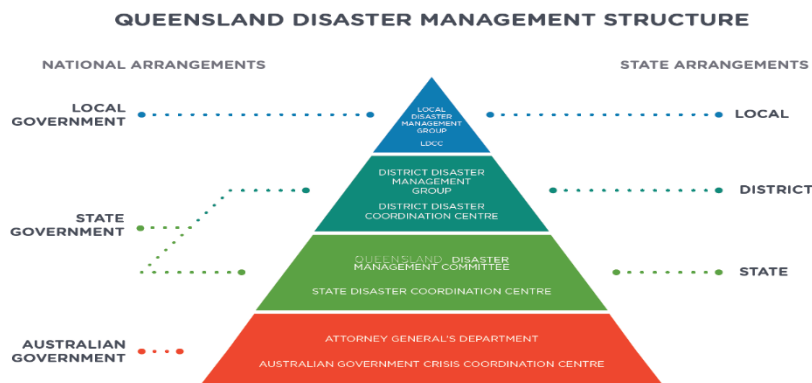 QUEENSLAND DISASTER MANAGEMENT STRUCTURE
NATIONAL ARRANGEMENTS
STATE ARRANGEMENTS
LOCAL
GOVERNMENT
LOCAL
DISASTER
MANAGEMENT
GROUP
LDCC
LOCAL
DISTRICT DISASTER
MANAGEMENT
GROUP
DISTRICT DISASTER
COORDINATION CENTRE
DISTRICT
STATE
GOVERNMENT
QUEENSLAND DISASTER
MANAGEMENT COMMITTEE
STATE DISASTER COORDINATION CENTRE
STATE
AUSTRALIAN
GOVERNMENT
ATTORNEY GENERAL'S DEPARTMENT
AUSTRALIAN GOVERNMENT CRISIS COORDINATION CENTRE